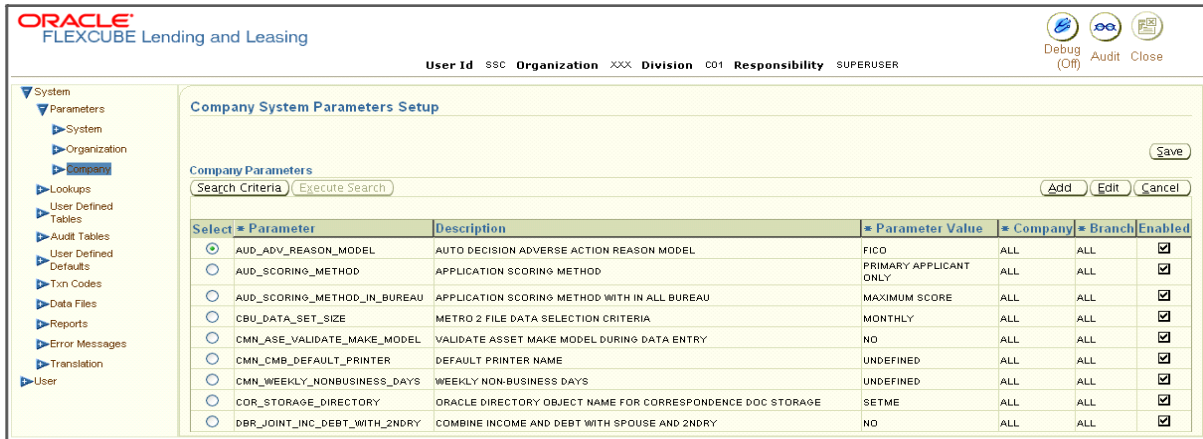 ORACLE
FLEXCUBE Lending and Leasing
Debug (Off) Audit Close
User Id SSC Organization XXX Division C01 Responsibility SUPERUSER
System
Parameters
System
Organization
Company
Lookups
User Defined Tables
Audit Tables
User Defined Defaults
Txn Codes
Data Files
Reports
Error Messages
Translation
User
Company System Parameters Setup
Save
Company Parameters
Search Criteria Execute Search Add Edit Cancel
Select * Parameter Description * Parameter Value * Company * Branch Enabled
AUD_ADV_REASON_MODEL AUTO DECISION ADVERSE ACTION REASON MODEL FICO ALL ALL
AUD_SCORING_METHOD APPLICATION SCORING METHOD PRIMARY APPLICANT ONLY ALL ALL
AUD_SCORING_METHOD_IN_BUREAU APPLICATION SCORING METHOD WITH IN ALL BUREAU MAXIMUM SCORE ALL ALL
CBU_DATA_SET_SIZE METRO 2 FILE DATA SELECTION CRITERIA MONTHLY ALL ALL
CMN_ASE_VALIDATE_MAKE_MODEL VALIDATE ASSET MAKE MODEL DURING DATA ENTRY NO ALL ALL
CMN_CMB_DEFAULT_PRINTER DEFAULT PRINTER NAME UNDEFINED ALL ALL
CMN_WEEKLY_NONBUSINESS_DAYS WEEKLY NON-BUSINESS DAYS UNDEFINED ALL ALL
COR_STORAGE_DIRECTORY ORACLE DIRECTORY OBJECT NAME FOR CORRESPONDENCE DOC STORAGE SETME ALL ALL
DBR_JOINT_INC_DEBT_WITH_2NDRY COMBINE INCOME AND DEBT WITH SPOUSE AND 2NDRY NO ALL ALL